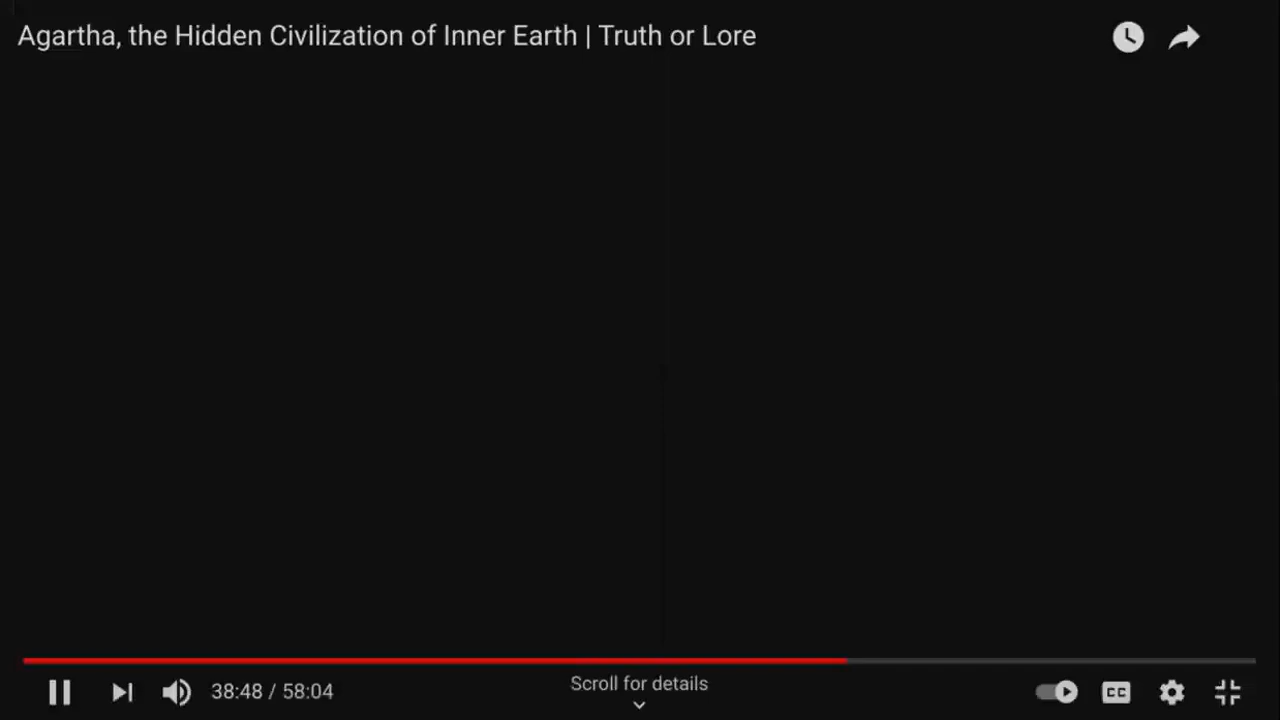 Agartha, the Hidden Civilization of Inner Earth | Truth or Lore
Scroll for details
38:48 / 58:04
CC